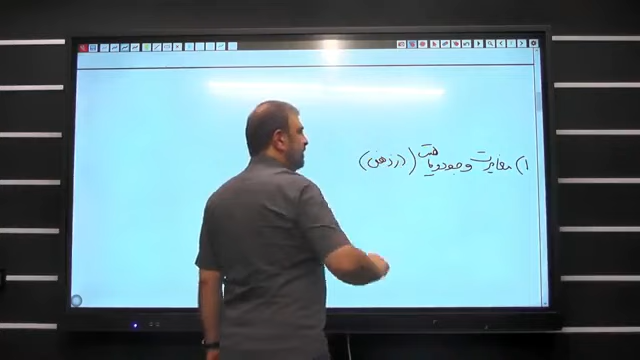 ۱) مغایرت وجود و ماهیت (در ذهن)